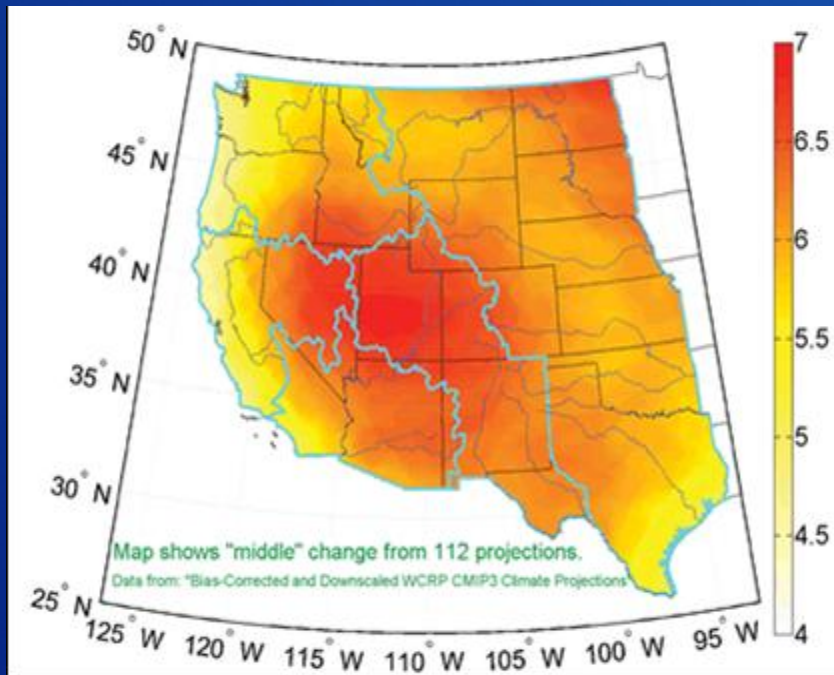 50° N
45° N
40° N
35° N
30° N
25° N
125° W
120° W
115° W
110° W
105° W
100° W
95° W
7
6.5
6
5.5
5
4.5
4
Map shows "middle" change from 112 projections.
Data from: "Bias-Corrected and Downscaled WCRP CMIP3 Climate Projections"